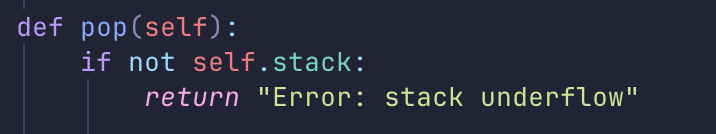 def pop(self):
    if not self.stack:
        return "Error: stack underflow"